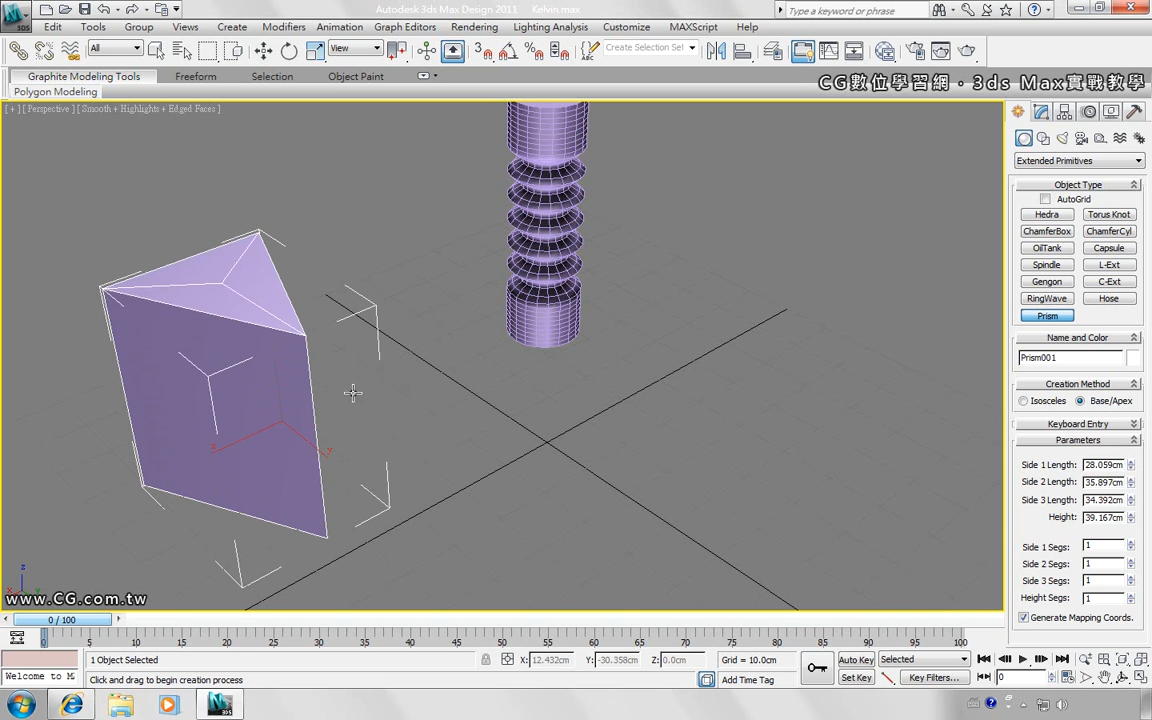 Autodesk 3ds Max Design 2011 Kelvin.max
Type a keyword or phrase
Edit Tools Group Views Create Modifiers Animation Graph Editors Rendering Lighting Analysis Customize MAXScript Help
All View Create Selection Se
Graphite Modeling Tools Freeform Selection Object Paint
Polygon Modeling
CG數位學習網・3ds Max實戰教學
[ + ] [ Perspective ] [ Smooth + Highlights + Edged Faces ]
Extended Primitives
Object Type
AutoGrid
Hedra Torus Knot
ChamferBox ChamferCyl
OilTank Capsule
Spindle L-Ext
Gengon C-Ext
RingWave Hose
Prism
Name and Color
Prism001
Creation Method
Isosceles Base/Apex
Keyboard Entry
Parameters
Side 1 Length: 28.059cm
Side 2 Length: 35.897cm
Side 3 Length: 34.392cm
Height: 39.167cm
Side 1 Segs: 1
Side 2 Segs: 1
Side 3 Segs: 1
Height Segs: 1
Generate Mapping Coords.
www.CG.com.tw
0 / 100
0 5 10 15 20 25 30 35 40 45 50 55 60 65 70 75 80 85 90 95 100
1 Object Selected X: 12.432cm Y: -30.358cm Z: 0.0cm Grid = 10.0cm Auto Key Selected
Welcome to M Click and drag to begin creation process Add Time Tag Set Key Key Filters... 0